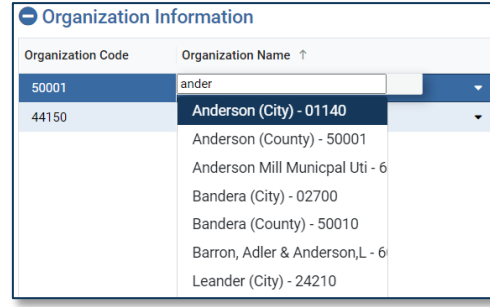 Organization Information
Organization Code Organization Name ↑
50001 ander
44150
Anderson (City) - 01140
Anderson (County) - 50001
Anderson Mill Municpal Uti - 6
Bandera (City) - 02700
Bandera (County) - 50010
Barron, Adler & Anderson,L - 6
Leander (City) - 24210